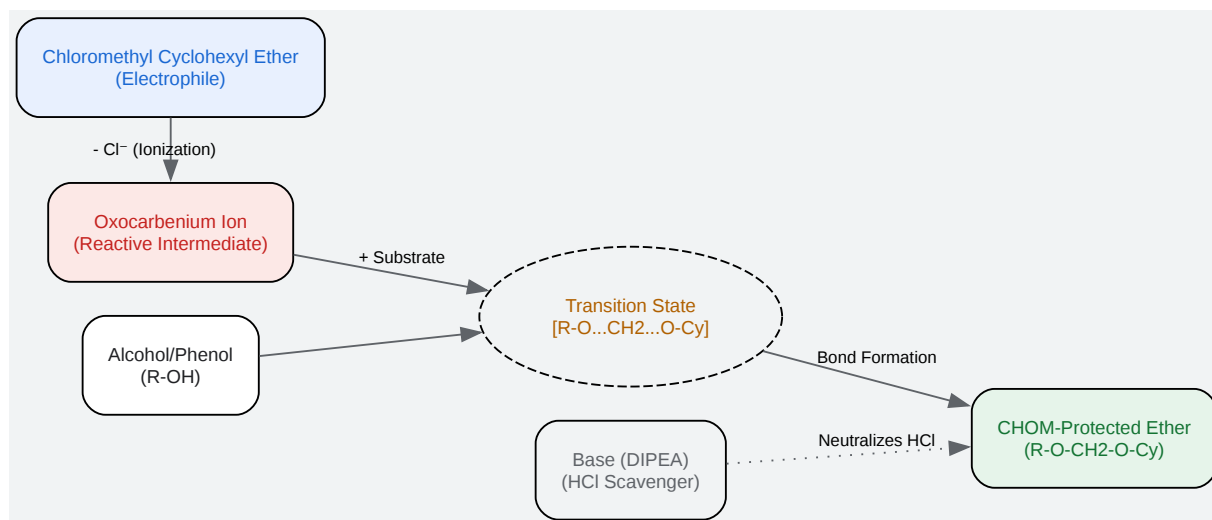 Chloromethyl Cyclohexyl Ether
(Electrophile)
- Cl⁻ (Ionization)
Oxocarbenium Ion
(Reactive Intermediate)
+ Substrate
Alcohol/Phenol
(R-OH)
Transition State
[R-O...CH2...O-Cy]
Bond Formation
Base (DIPEA)
(HCl Scavenger)
Neutralizes HCl
CHOM-Protected Ether
(R-O-CH2-O-Cy)